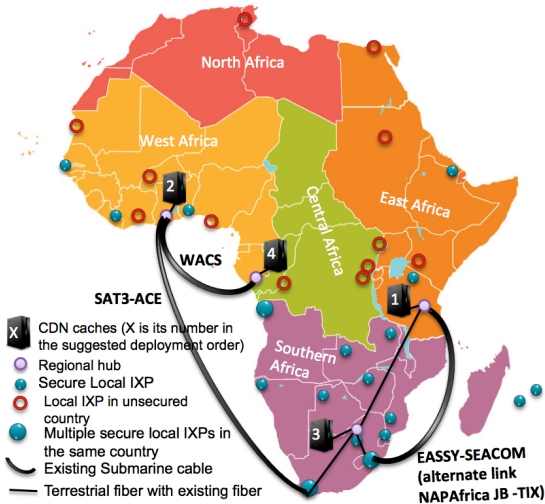 North Africa
West Africa
2
Central Africa
East Africa
4
WACS
SAT3-ACE
1
X
CDN caches (X is its number in
the suggested deployment order)
Regional hub
Secure Local IXP
Local IXP in unsecured
country
Multiple secure local IXPs in
the same country
Existing Submarine cable
Terrestrial fiber with existing fiber
Southern
Africa
3
EASSY-SEACOM
(alternate link
NAPAfrica JB -TIX)